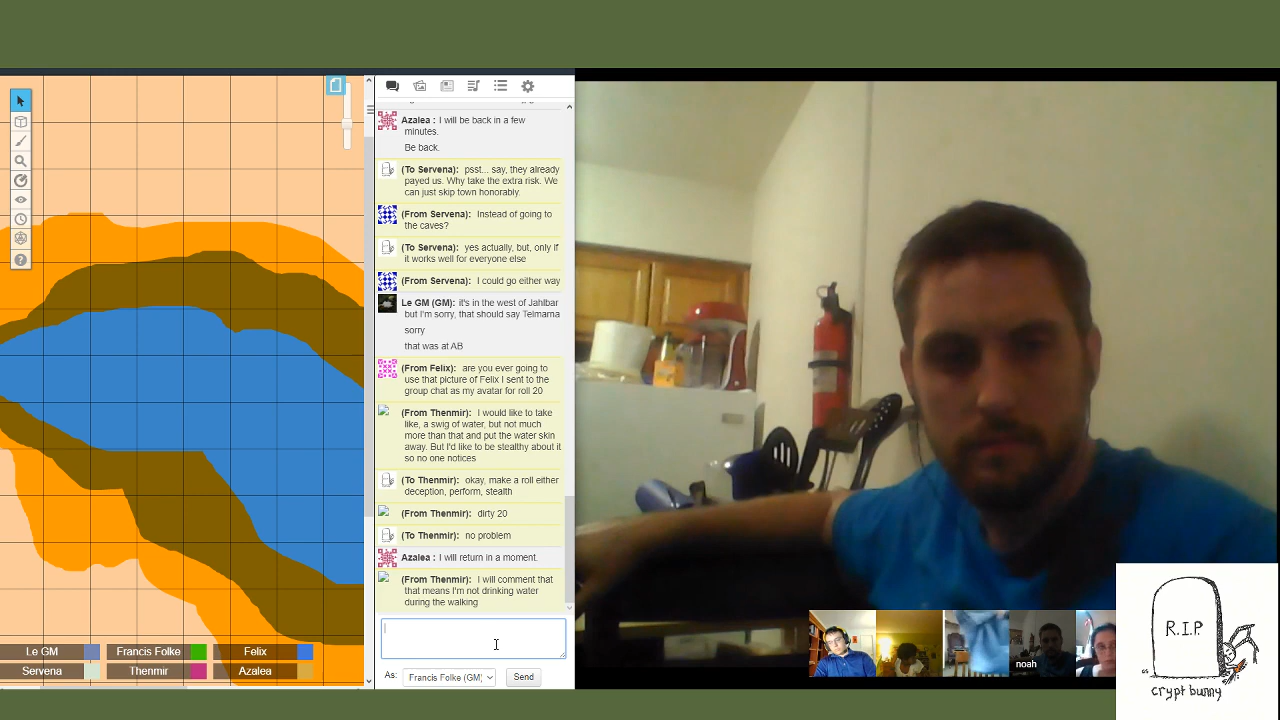 Azalea : I will be back in a few
minutes.
Be back.
(To Servena): psst... say, they already
payed us. Why take the extra risk. We
can just skip town honorably.
(From Servena): Instead of going to
the caves?
(To Servena): yes actually, but, only if
it works well for everyone else
(From Servena): I could go either way
Le GM (GM): it's in the west of Jahlbar
but I'm sorry, that should say Telmarna
sorry
that was at AB
(From Felix): are you ever going to
use that picture of Felix I sent to the
group chat as my avatar for roll 20
(From Thenmir): I would like to take
like, a swig of water, but not much
more than that and put the water skin
away. But I'd like to be stealthy about it
so no one notices
(To Thenmir): okay, make a roll either
deception, perform, stealth
(From Thenmir): dirty 20
(To Thenmir): no problem
Azalea : I will return in a moment.
(From Thenmir): I will comment that
that means I'm not drinking water
during the walking
As: Francis Folke (GM) Send
Le GM Francis Folke Felix
Servena Thenmir Azalea
noah
R.I.P.
crypt bunny